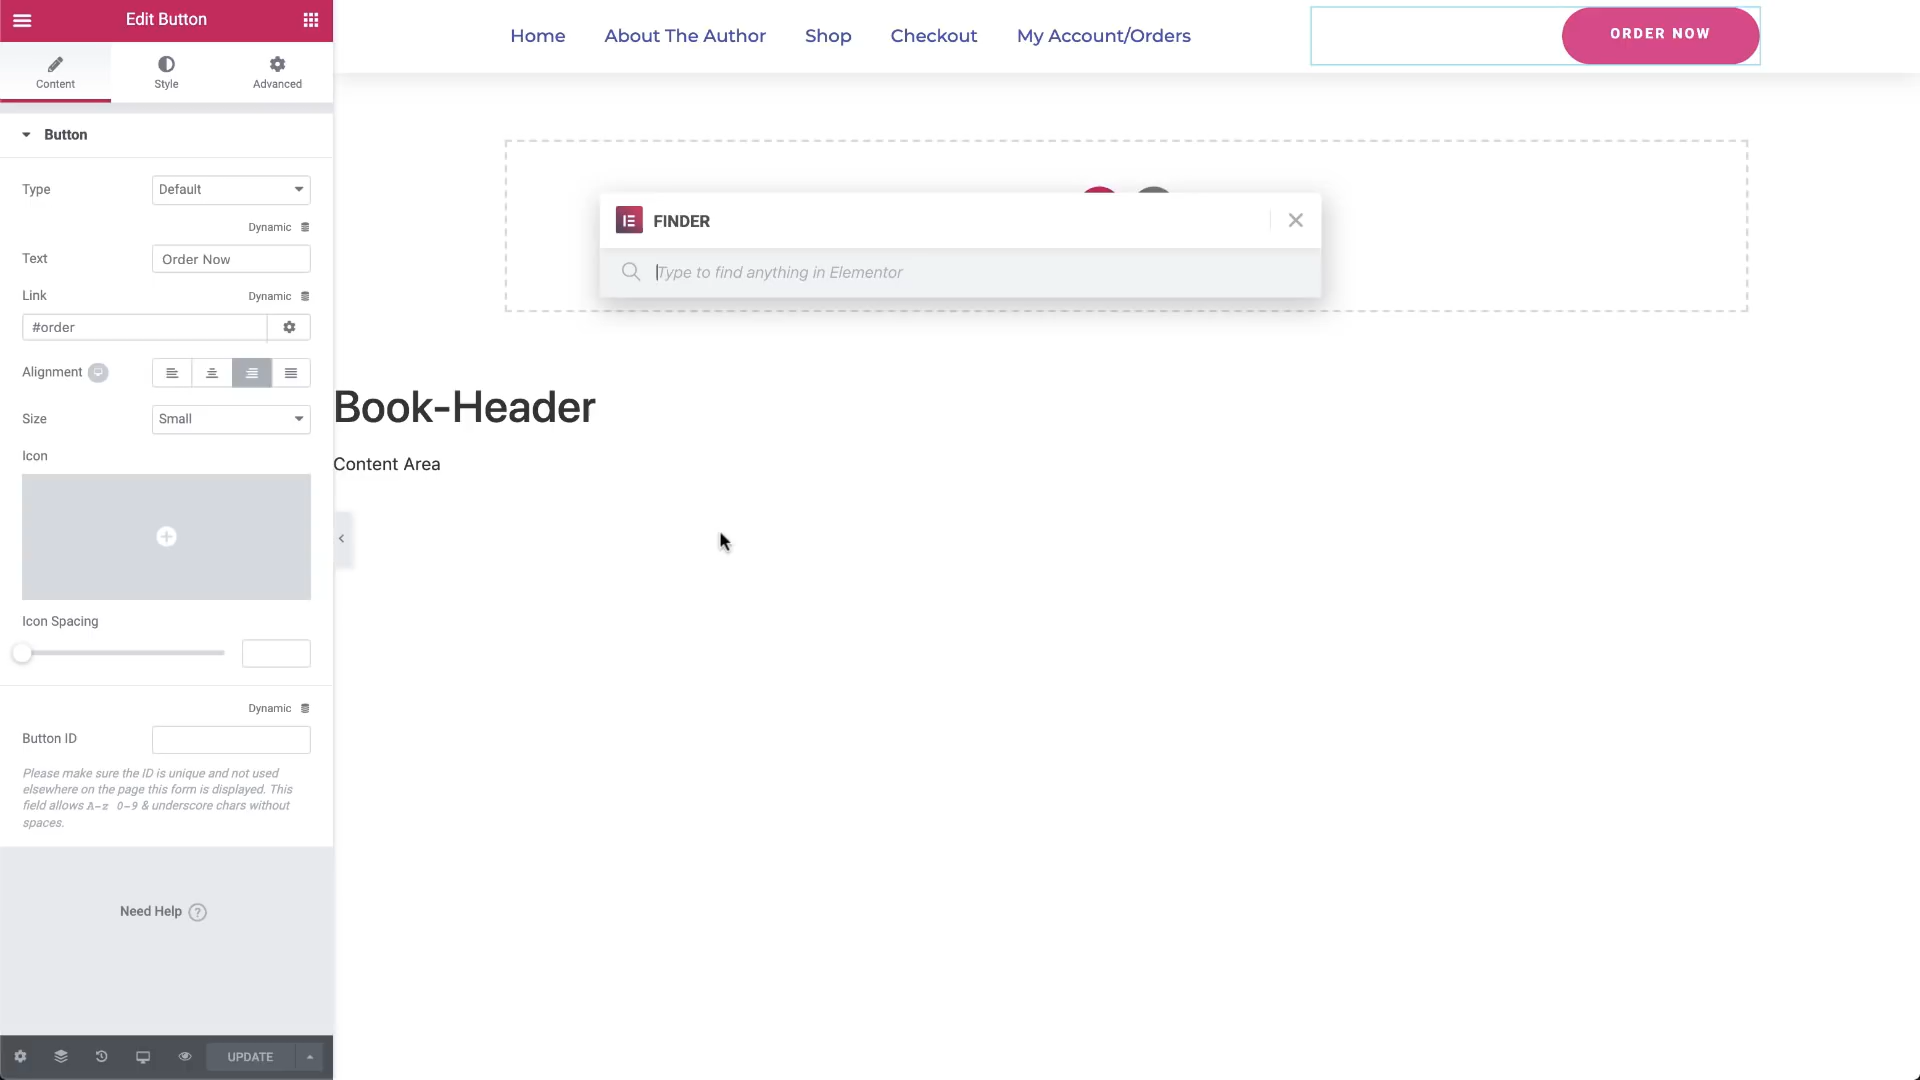 Edit Button
Content
Style
Advanced
Button
Type
Default
Dynamic
Text
Order Now
Link
Dynamic
#order
Alignment
Size
Small
Icon
Icon Spacing
Dynamic
Button ID
Please make sure the ID is unique and not used
elsewhere on the page this form is displayed. This
field allows A-z 0-9 & underscore chars without
spaces.
Need Help ?
UPDATE
Home
About The Author
Shop
Checkout
My Account/Orders
ORDER NOW
FINDER
Type to find anything in Elementor
Book-Header
Content Area